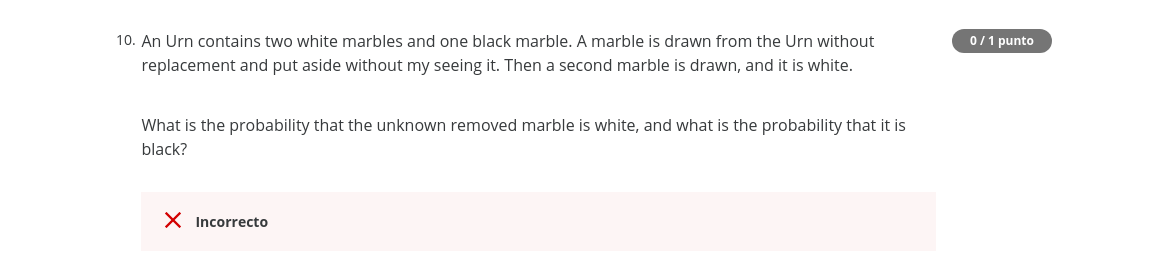 10. An Urn contains two white marbles and one black marble. A marble is drawn from the Urn without
0 / 1 punto
replacement and put aside without my seeing it. Then a second marble is drawn, and it is white.
What is the probability that the unknown removed marble is white, and what is the probability that it is
black?
Incorrecto